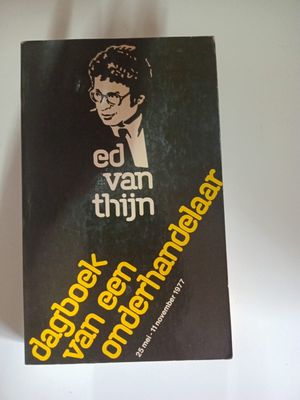 ed
van
thijn
dagboek
van een
onderhandelaar
25 mei - 11 november 1977